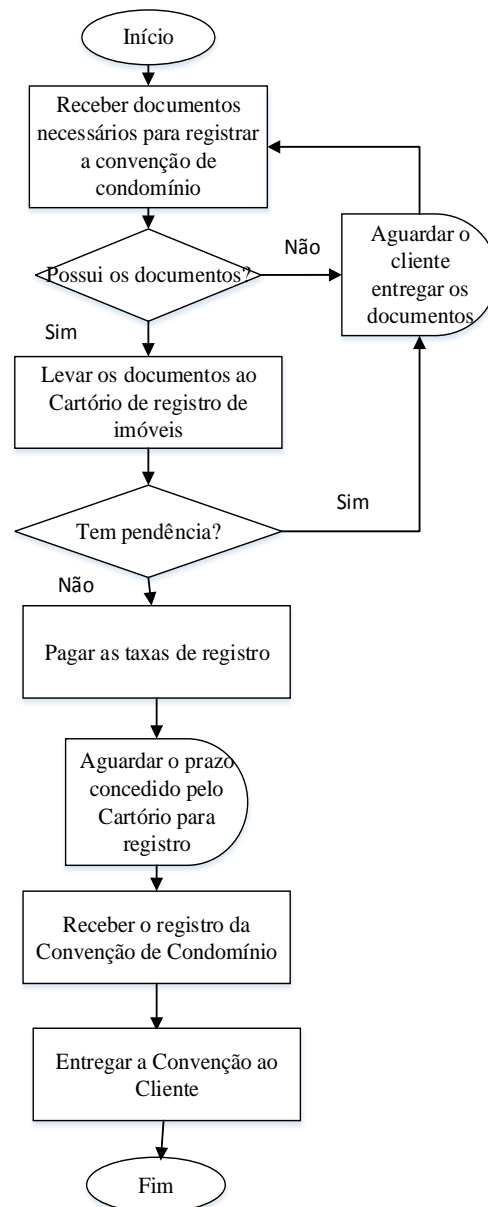 Início
Receber documentos
necessários para registrar
a convenção de
condomínio
Não
Aguardar o
cliente
entregar os
documentos
Possui os documentos?
Sim
Levar os documentos ao
Cartório de registro de
imóveis
Sim
Tem pendência?
Não
Pagar as taxas de registro
Aguardar o prazo
concedido pelo
Cartório para
registro
Receber o registro da
Convenção de Condomínio
Entregar a Convenção ao
Cliente
Fim